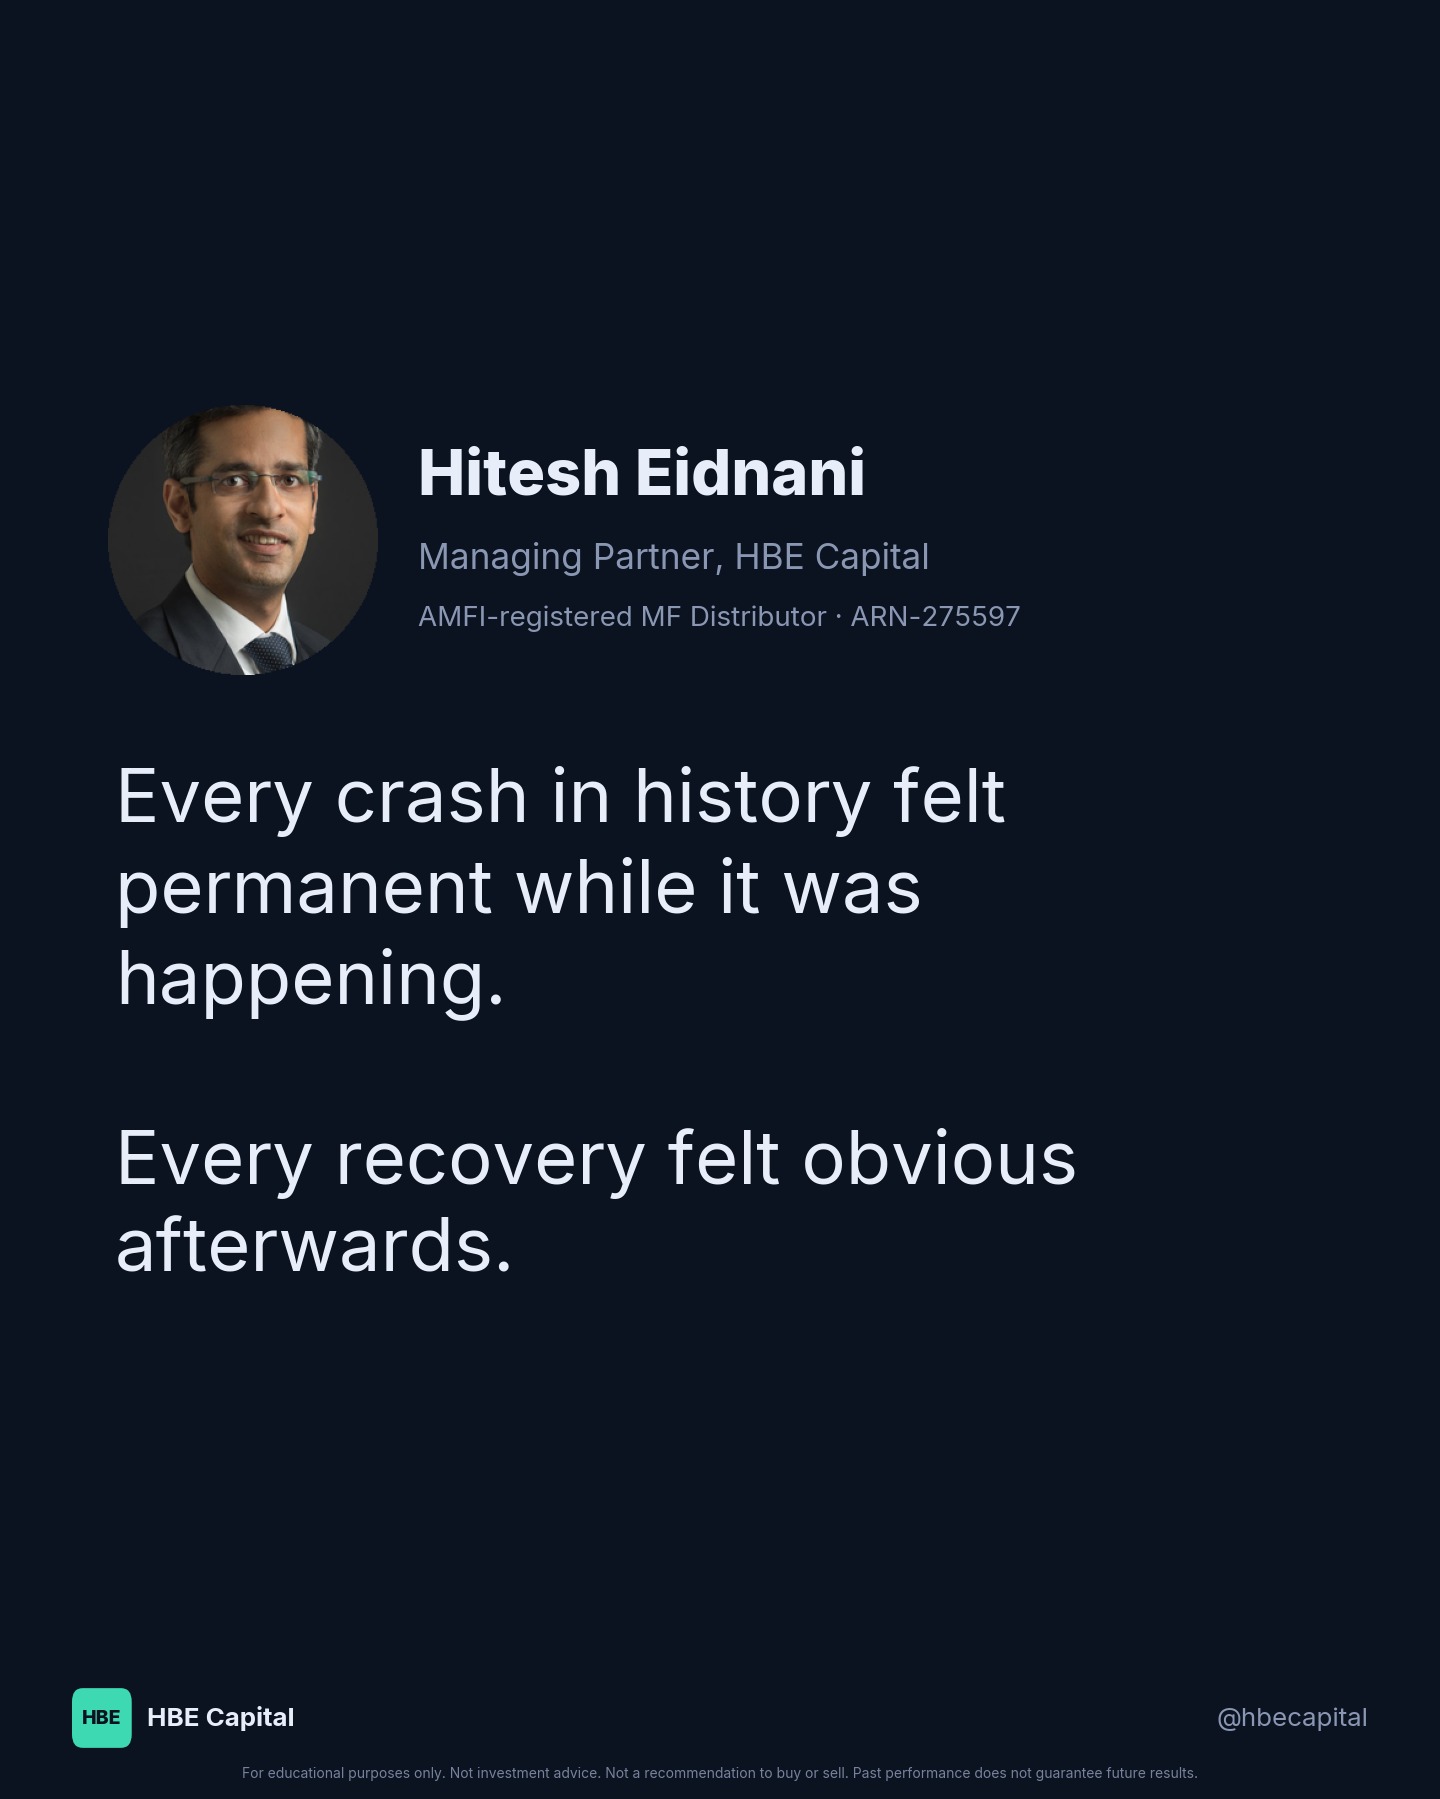 Hitesh Eidnani
Managing Partner, HBE Capital
AMFI-registered MF Distributor · ARN-275597
Every crash in history felt
permanent while it was
happening.
Every recovery felt obvious
afterwards.
HBE HBE Capital
@hbecapital
For educational purposes only. Not investment advice. Not a recommendation to buy or sell. Past performance does not guarantee future results.